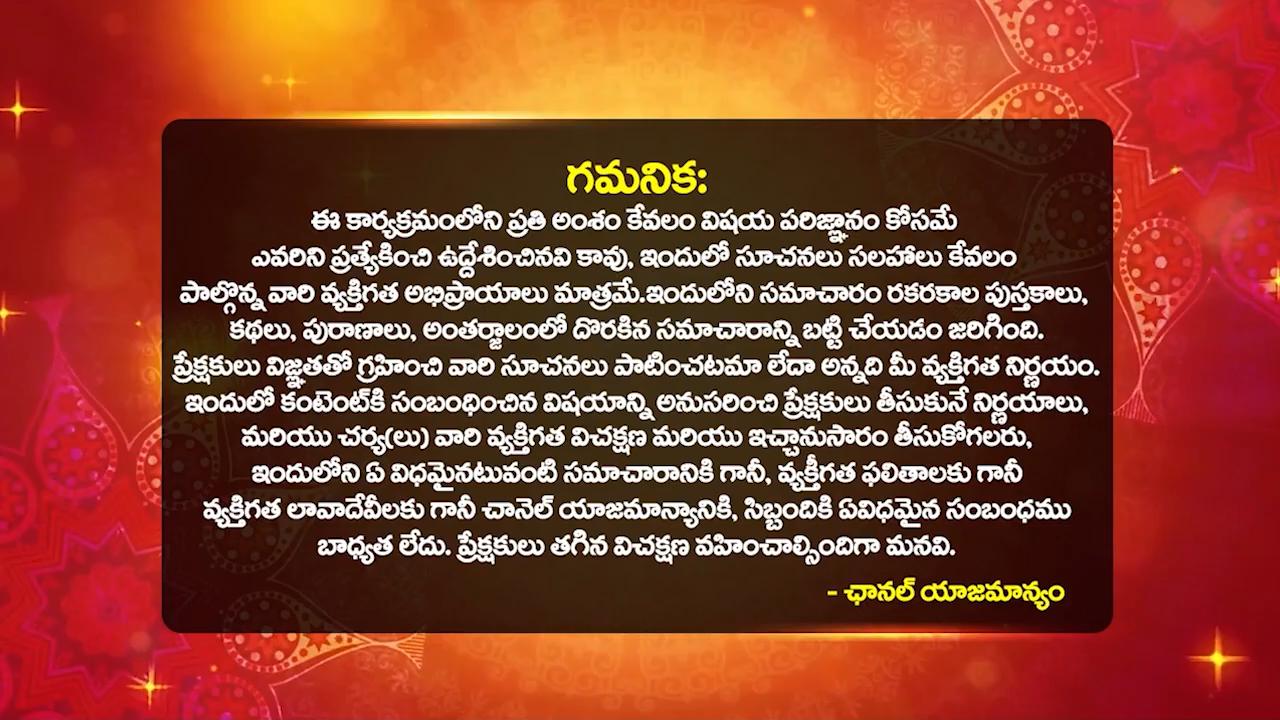 గమనిక:
ఈ కార్యక్రమంలోని ప్రతి అంశం కేవలం విషయ పరిజ్ఞానం కోసమే
ఎవరిని ప్రత్యేకించి ఉద్దేశించినవి కావు, ఇందులో సూచనలు సలహాలు కేవలం
పాల్గొన్న వారి వ్యక్తిగత అభిప్రాయాలు మాత్రమే.ఇందులోని సమాచారం రకరకాల పుస్తకాలు,
కథలు, పురాణాలు, అంతర్జాలంలో దొరకిన సమాచారాన్ని బట్టి చేయడం జరిగింది.
ప్రేక్షకులు విజ్ఞతతో గ్రహించి వారి సూచనలు పాటించటమా లేదా అన్నది మీ వ్యక్తిగత నిర్ణయం.
ఇందులో కంటెంట్‌కి సంబంధించిన విషయాన్ని అనుసరించి ప్రేక్షకులు తీసుకునే నిర్ణయాలు,
మరియు చర్య(లు) వారి వ్యక్తిగత విచక్షణ మరియు ఇచ్ఛానుసారం తీసుకోగలరు,
ఇందులోని ఏ విధమైనటువంటి సమాచారానికి గానీ, వ్యక్తీగత ఫలితాలకు గానీ
వ్యక్తిగత లావాదేవీలకు గానీ చానెల్ యాజమాన్యానికి, సిబ్బందికి ఏవిధమైన సంబంధము
బాధ్యత లేదు. ప్రేక్షకులు తగిన విచక్షణ వహించాల్సిందిగా మనవి.
- ఛానల్ యాజమాన్యం